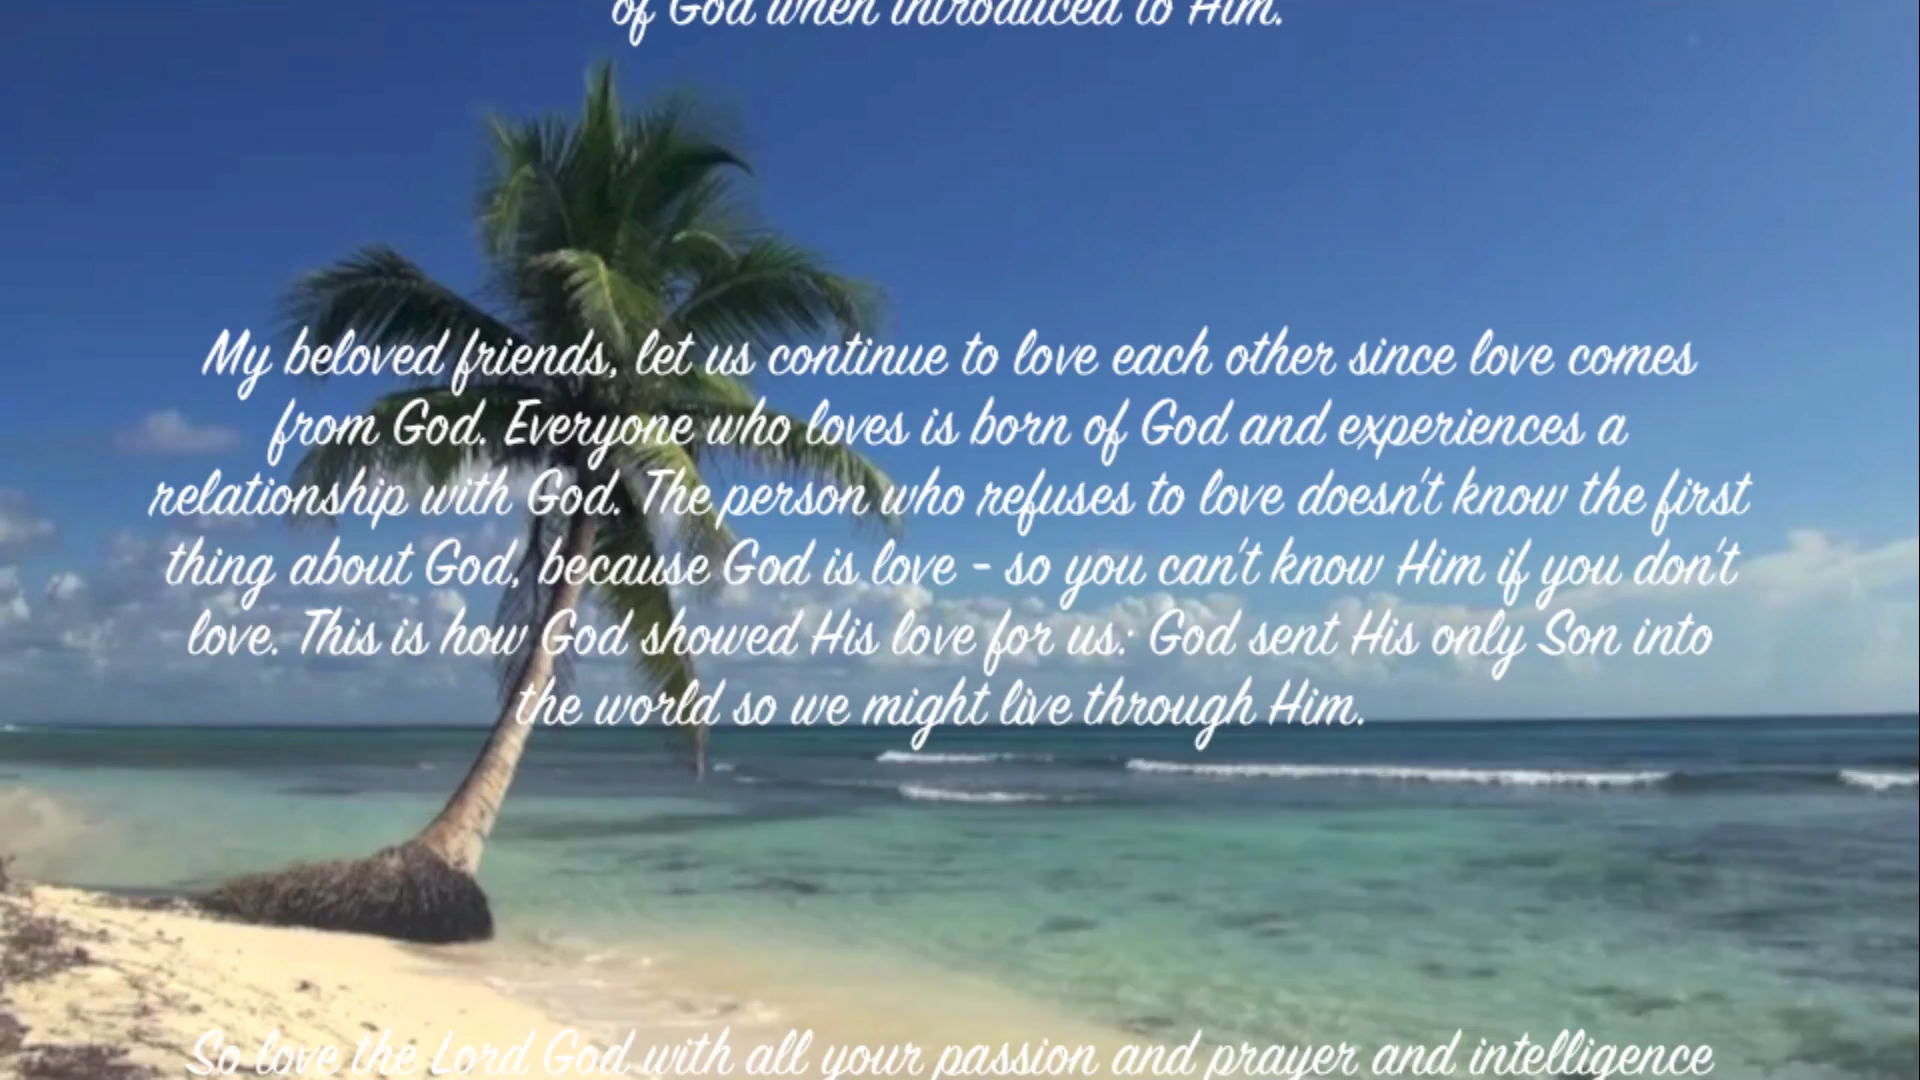 of God when introduced to Him.
My beloved friends, let us continue to love each other since love comes
from God. Everyone who loves is born of God and experiences a
relationship with God. The person who refuses to love doesn't know the first
thing about God, because God is love - so you can't know Him if you don't
love. This is how God showed His love for us: God sent His only Son into
the world so we might live through Him.
So love the Lord God with all your passion and prayer and intelligence